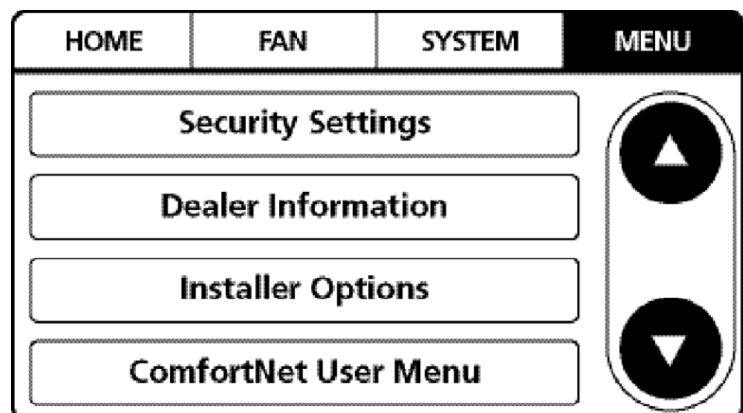 HOME FAN SYSTEM MENU
Security Settings
Dealer Information
Installer Options
ComfortNet User Menu